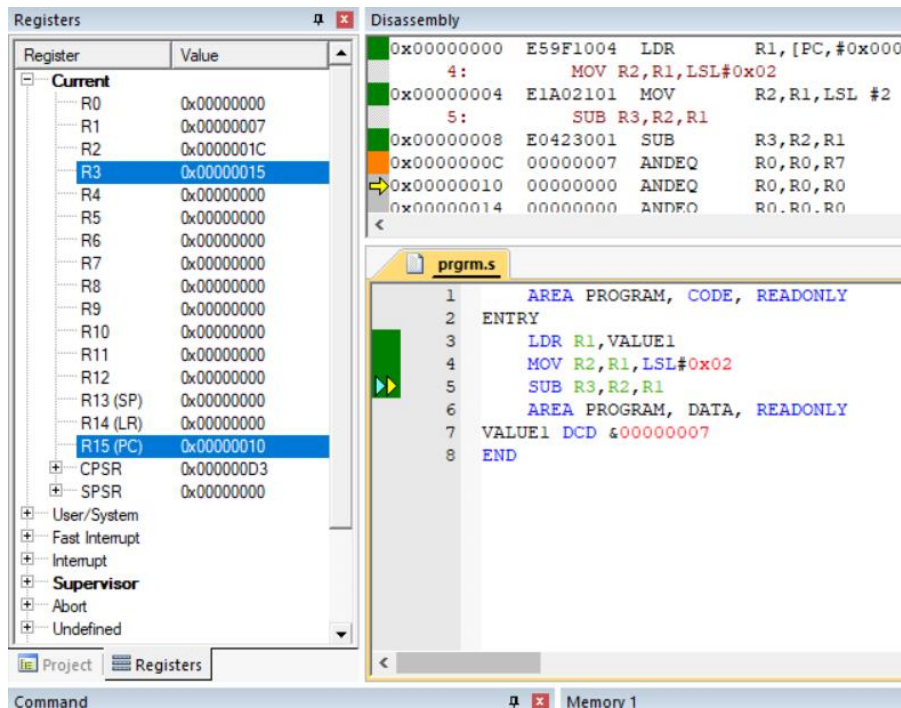 Registers
Register Value
Current
R0 0x00000000
R1 0x00000007
R2 0x0000001C
R3 0x00000015
R4 0x00000000
R5 0x00000000
R6 0x00000000
R7 0x00000000
R8 0x00000000
R9 0x00000000
R10 0x00000000
R11 0x00000000
R12 0x00000000
R13 (SP) 0x00000000
R14 (LR) 0x00000000
R15 (PC) 0x00000010
CPSR 0x000000D3
SPSR 0x00000000
User/System
Fast Interrupt
Interrupt
Supervisor
Abort
Undefined
Project Registers
Disassembly
0x00000000 E59F1004 LDR R1,[PC,#0x000
4: MOV R2,R1,LSL#0x02
0x00000004 E1A02101 MOV R2,R1,LSL #2
5: SUB R3,R2,R1
0x00000008 E0423001 SUB R3,R2,R1
0x0000000C 00000007 ANDEQ R0,R0,R7
0x00000010 00000000 ANDEQ R0,R0,R0
0x00000014 00000000 ANDEQ R0,R0,R0
prgrm.s
1 AREA PROGRAM, CODE, READONLY
2 ENTRY
3 LDR R1,VALUE1
4 MOV R2,R1,LSL#0x02
5 SUB R3,R2,R1
6 AREA PROGRAM, DATA, READONLY
7 VALUE1 DCD &00000007
8 END
Command
Memory 1